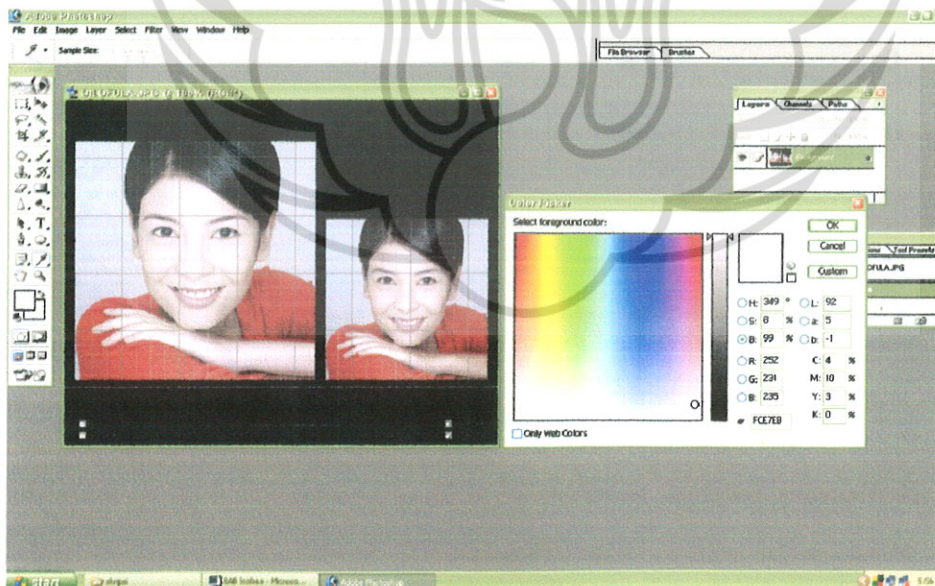 Adobe Photoshop
File Edit Image Layer Select Filter View Window Help
Sample Size:
File Browser Brushes
Layers Channels Paths
Color Picker
Select foreground color:
OK
Cancel
Custom
H: 349 °
S: 8 %
B: 99 %
R: 252
G: 231
B: 235
# FCE7EB
L: 92
a: 5
b: -1
C: 4 %
M: 10 %
Y: 3 %
K: 0 %
Only Web Colors
start
Adobe Photoshop